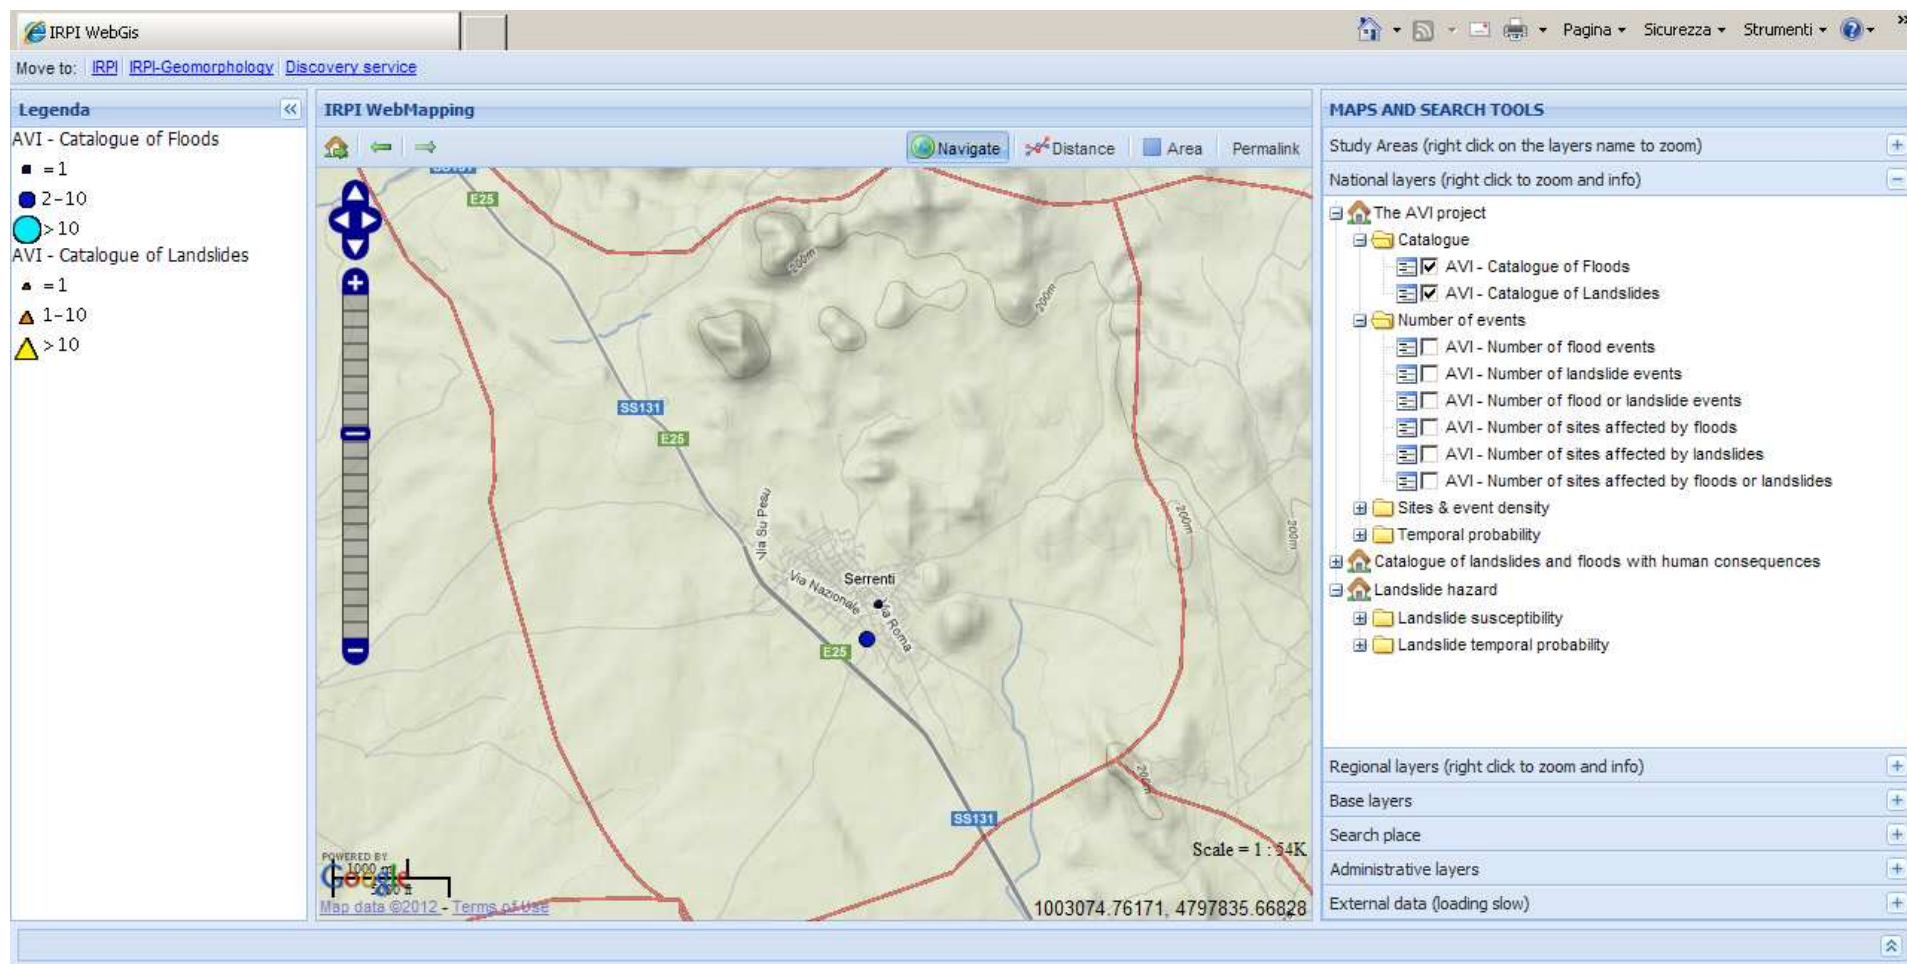 IRPI WebGis
Pagina
Sicurezza
Strumenti
Move to: IRPI IRPI-Geomorphology Discovery service
Legenda
AVI - Catalogue of Floods
=1
2-10
>10
AVI - Catalogue of Landslides
=1
1-10
>10
IRPI WebMapping
Navigate
Distance
Area
Permalink
SS131
E25
200m
200m
SS131
E25
Via Su Pesu
200m
200m
Serrenti
Via Nazionale
Via Roma
E25
200m
SS131
Scale = 1 : 54K
POWERED BY
Google
1000 m
Map data ©2012 - Terms of Use
1003074.76171, 4797835.66828
MAPS AND SEARCH TOOLS
Study Areas (right click on the layers name to zoom)
National layers (right click to zoom and info)
The AVI project
Catalogue
AVI - Catalogue of Floods
AVI - Catalogue of Landslides
Number of events
AVI - Number of flood events
AVI - Number of landslide events
AVI - Number of flood or landslide events
AVI - Number of sites affected by floods
AVI - Number of sites affected by landslides
AVI - Number of sites affected by floods or landslides
Sites & event density
Temporal probability
Catalogue of landslides and floods with human consequences
Landslide hazard
Landslide susceptibility
Landslide temporal probability
Regional layers (right click to zoom and info)
Base layers
Search place
Administrative layers
External data (loading slow)